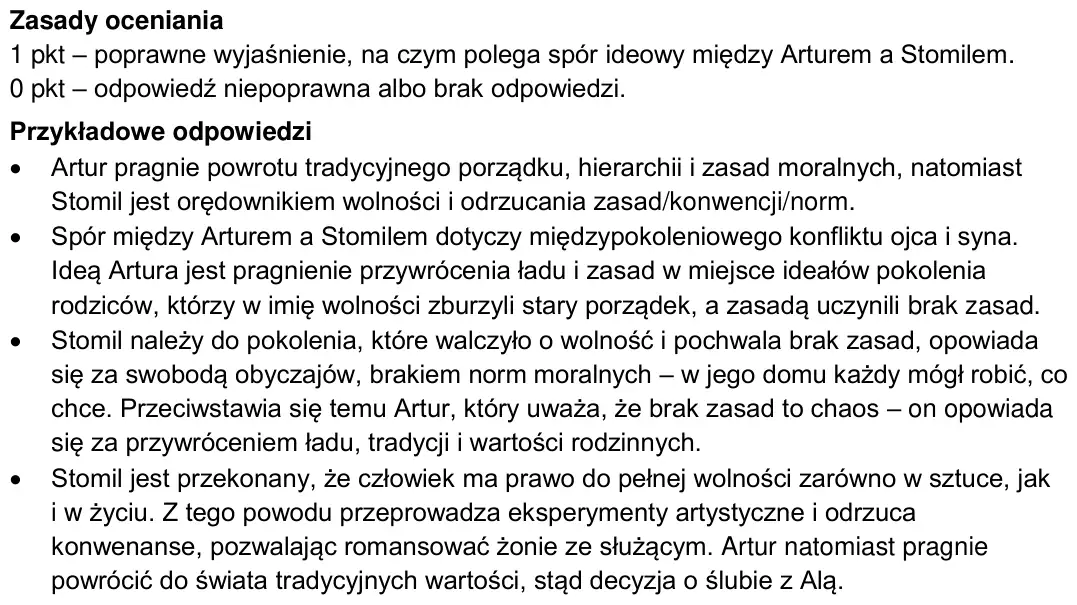 Zasady oceniania
1 pkt – poprawne wyjaśnienie, na czym polega spór ideowy między Arturem a Stomilem.
0 pkt – odpowiedź niepoprawna albo brak odpowiedzi.
Przykładowe odpowiedzi
• Artur pragnie powrotu tradycyjnego porządku, hierarchii i zasad moralnych, natomiast
Stomil jest orędownikiem wolności i odrzucania zasad/konwencji/norm.
• Spór między Arturem a Stomilem dotyczy międzypokoleniowego konfliktu ojca i syna.
Ideą Artura jest pragnienie przywrócenia ładu i zasad w miejsce ideałów pokolenia
rodziców, którzy w imię wolności zburzyli stary porządek, a zasadą uczynili brak zasad.
• Stomil należy do pokolenia, które walczyło o wolność i pochwala brak zasad, opowiada
się za swobodą obyczajów, brakiem norm moralnych – w jego domu każdy mógł robić, co
chce. Przeciwstawia się temu Artur, który uważa, że brak zasad to chaos – on opowiada
się za przywróceniem ładu, tradycji i wartości rodzinnych.
• Stomil jest przekonany, że człowiek ma prawo do pełnej wolności zarówno w sztuce, jak
i w życiu. Z tego powodu przeprowadza eksperymenty artystyczne i odrzuca
konwenanse, pozwalając romansować żonie ze służącym. Artur natomiast pragnie
powrócić do świata tradycyjnych wartości, stąd decyzja o ślubie z Alą.